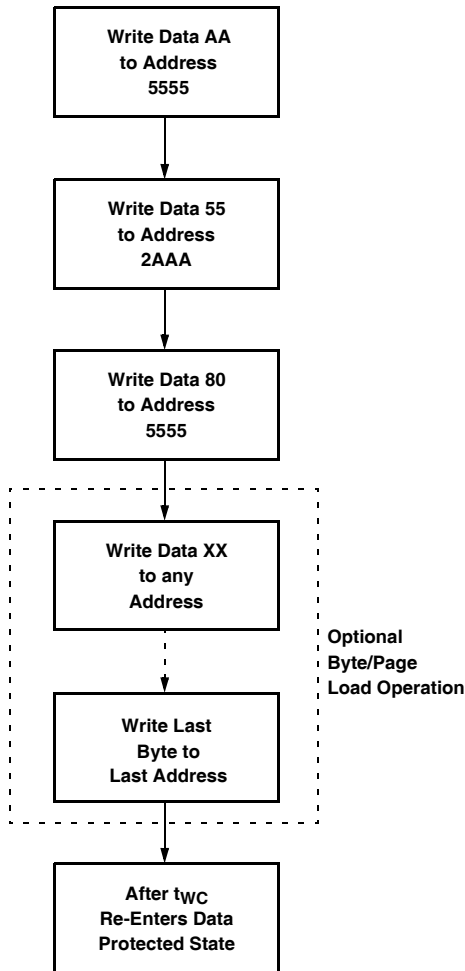 Write Data AA
to Address
5555
Write Data 55
to Address
2AAA
Write Data 80
to Address
5555
Write Data XX
to any
Address
Optional
Byte/Page
Load Operation
Write Last
Byte to
Last Address
After tWC
Re-Enters Data
Protected State